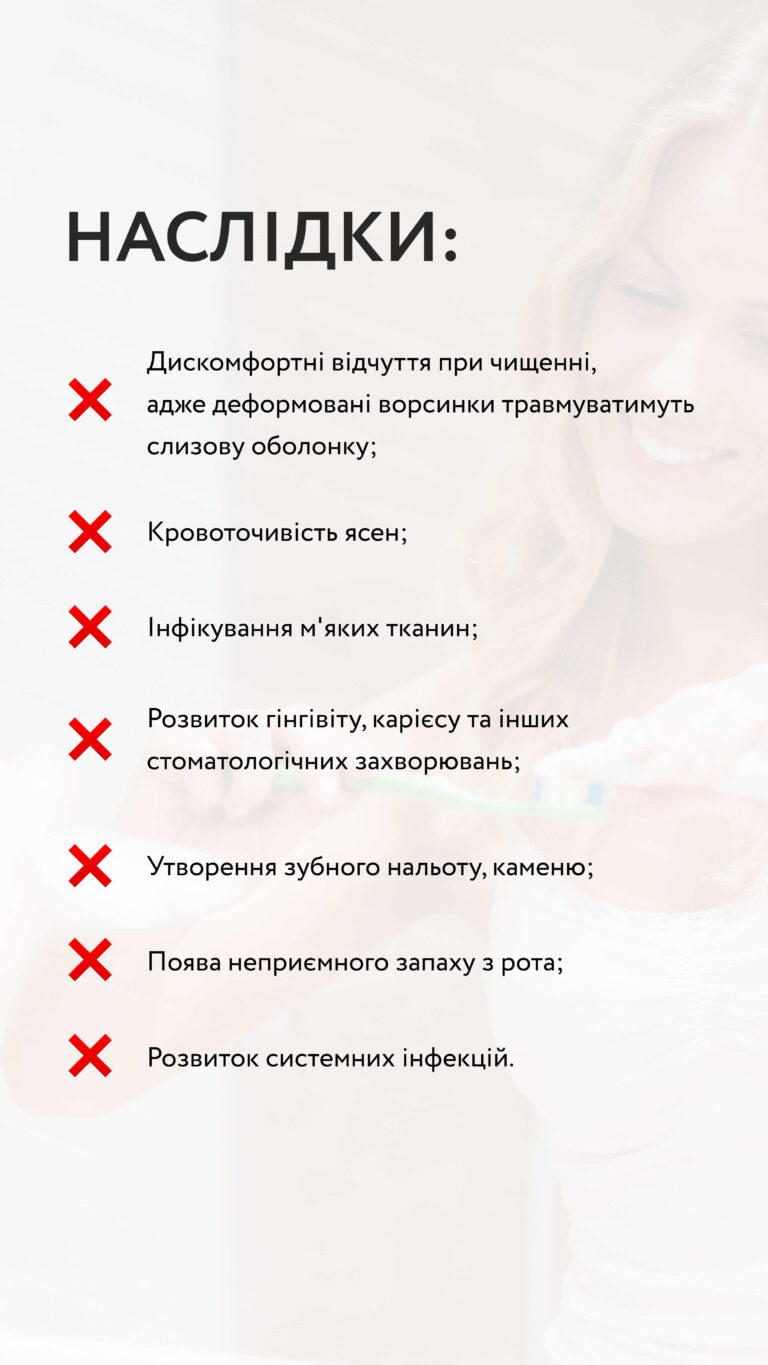 НАСЛІДКИ:
Дискомфортні відчуття при чищенні,
адже деформовані ворсинки травмуватимуть
слизову оболонку;
Кровоточивість ясен;
Інфікування м'яких тканин;
Розвиток гінгівіту, карієсу та інших
стоматологічних захворювань;
Утворення зубного нальоту, каменю;
Поява неприємного запаху з рота;
Розвиток системних інфекцій.